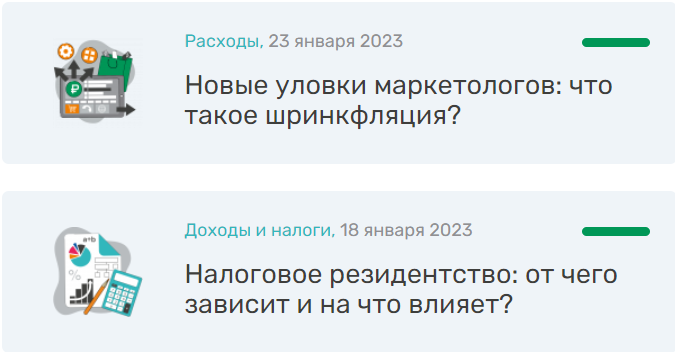 Расходы, 23 января 2023
Новые уловки маркетологов: что
такое шринкфляция?
a+b
%
Доходы и налоги, 18 января 2023
Налоговое резидентство: от чего
зависит и на что влияет?